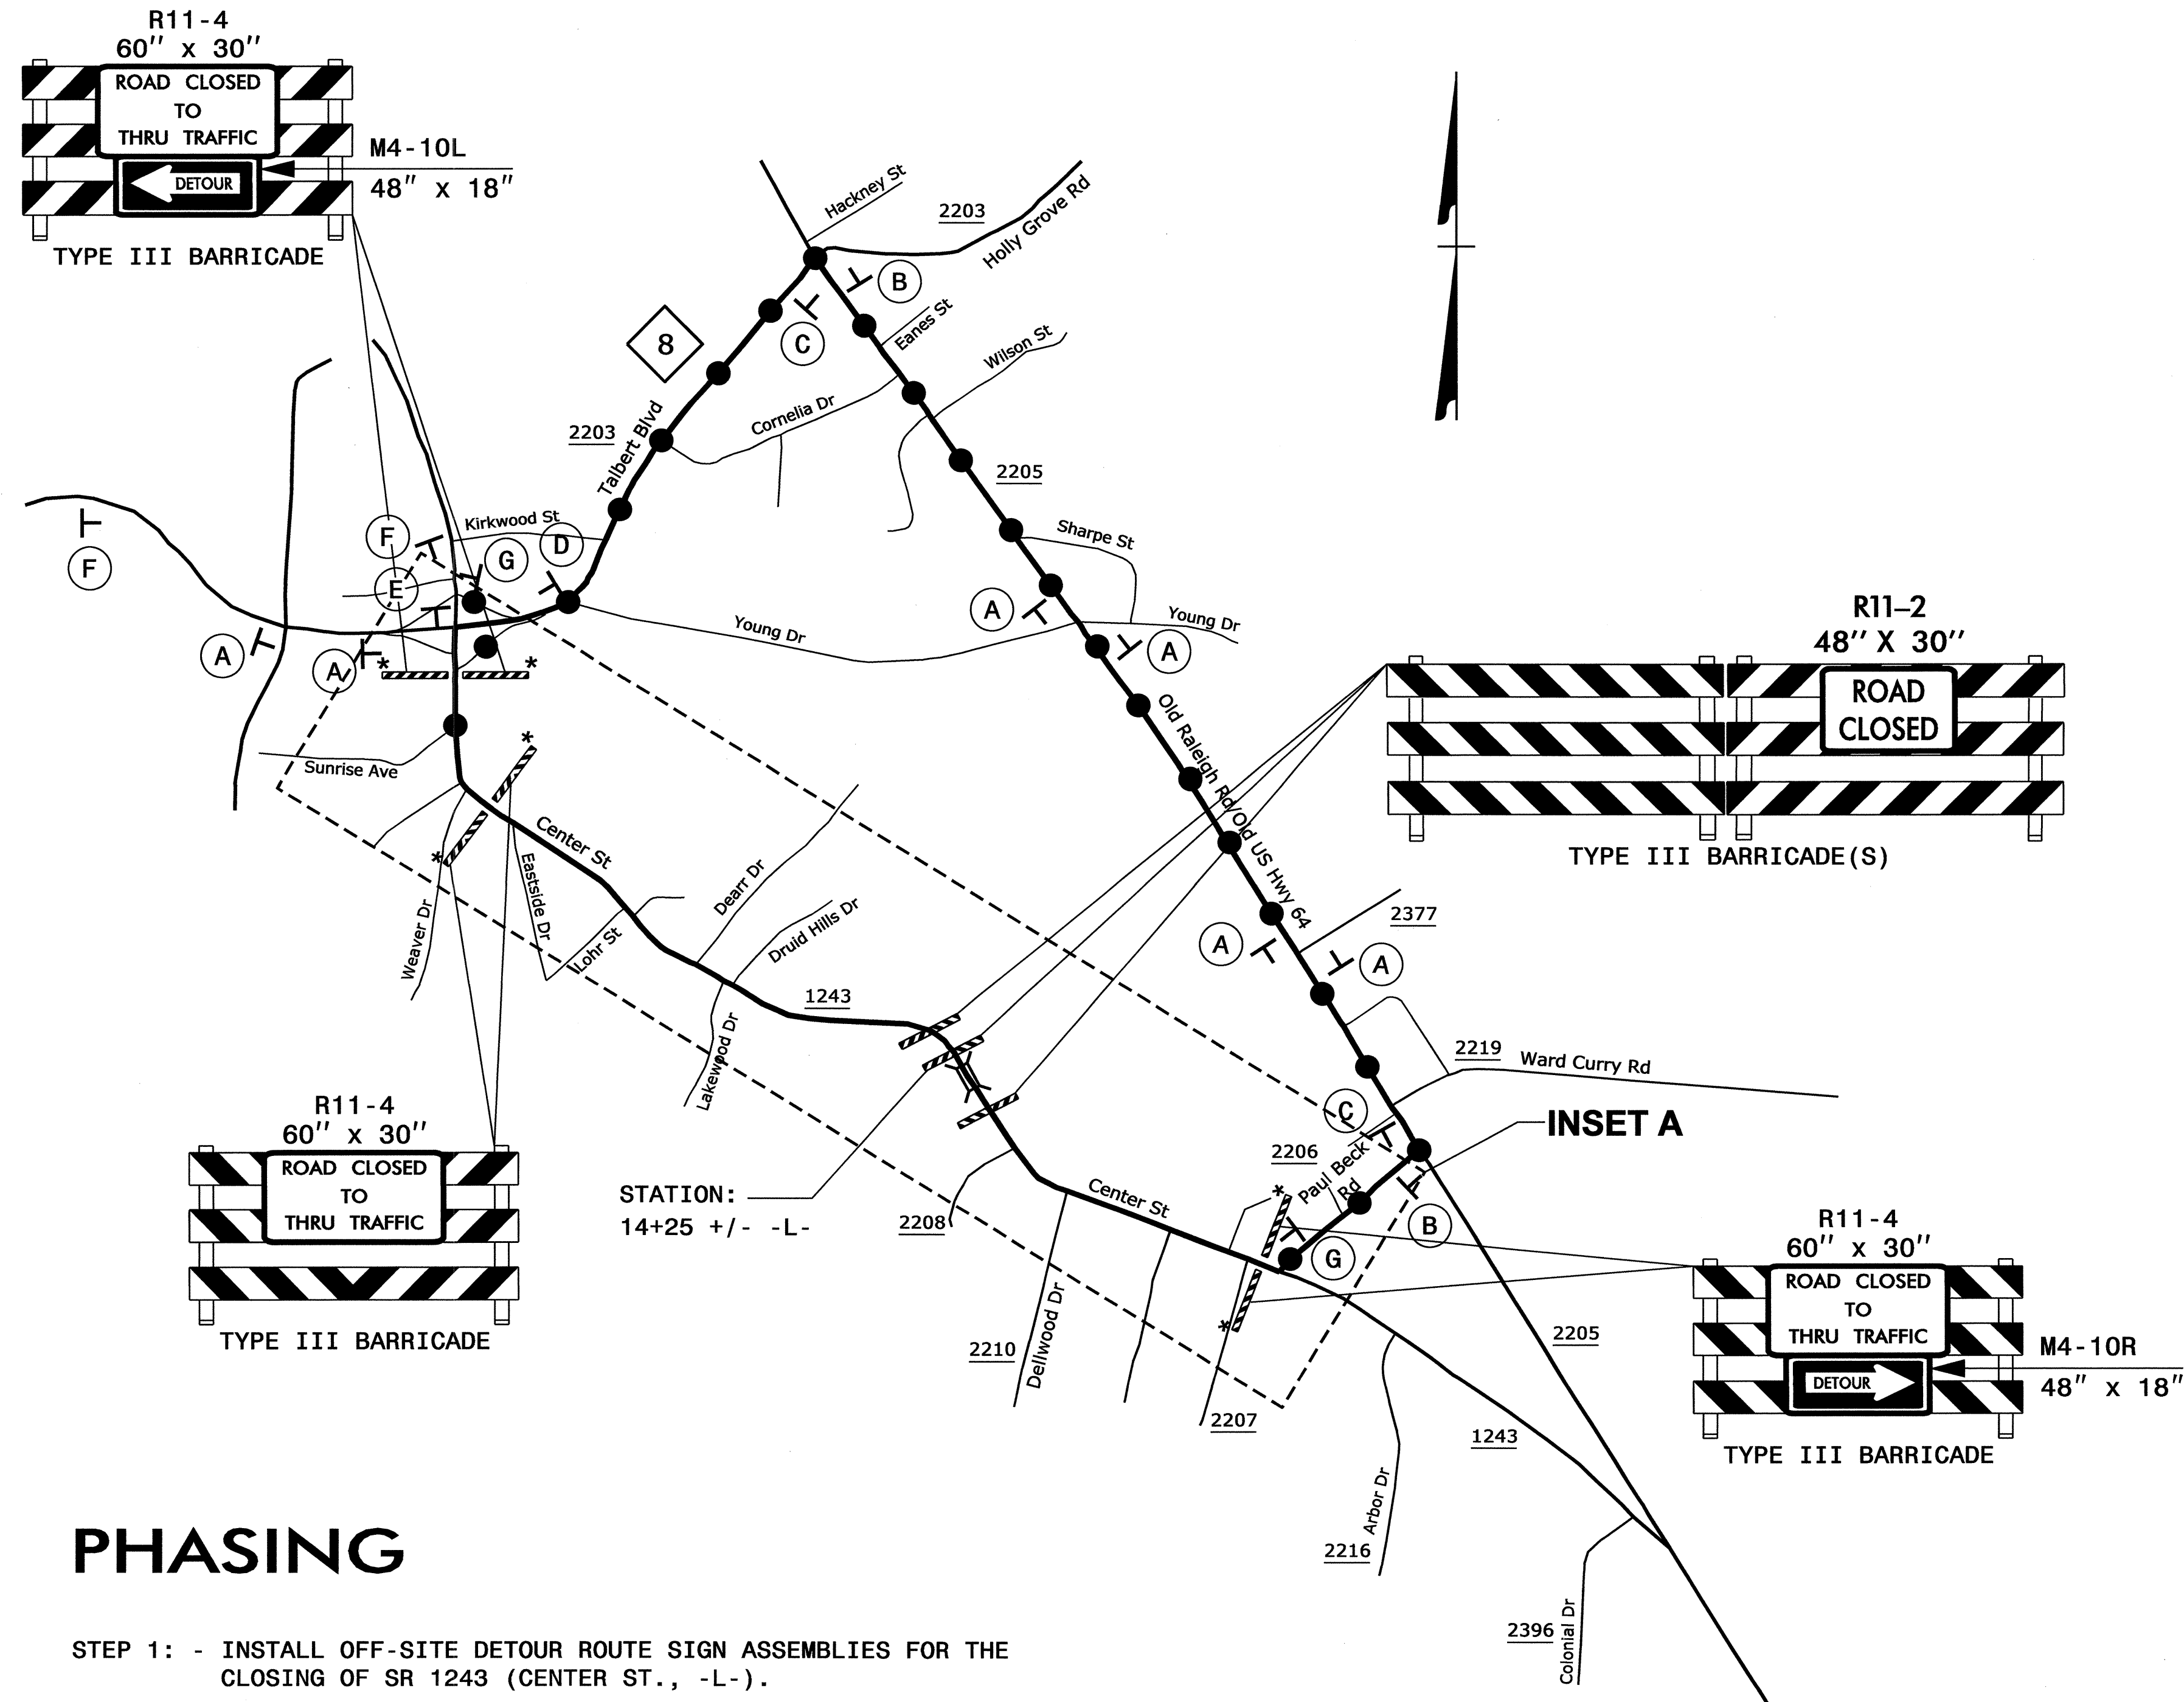 R11-4
60" x 30"
ROAD CLOSED
TO
THRU TRAFFIC
DETOUR
M4-10L
48" x 18"
TYPE III BARRICADE
Hackney St
2203
Holly Grove Rd
B
C
8
Eanes St
Wilson St
Cornelia Dr
2203
Talbert Blvd
2205
Kirkwood St
Sharpe St
F
F
G
D
E
A
A
*
*
A
A
Young Dr
Young Dr
R11-2
48" X 30"
ROAD
CLOSED
TYPE III BARRICADE(S)
Old Raleigh Rd/Old US Hwy 64
Sunrise Ave
*
*
Center St
Eastside Dr
Weaver Dr
Lohr St
Dearr Dr
Druid Hills Dr
Lakewood Dr
1243
2377
A
A
2219
Ward Curry Rd
C
INSET A
2206
Paul Beck
Rd
B
G
*
*
R11-4
60" x 30"
ROAD CLOSED
TO
THRU TRAFFIC
TYPE III BARRICADE
STATION:
14+25 +/- -L-
2208
Center St
2210
Dellwood Dr
2207
2205
1243
R11-4
60" x 30"
ROAD CLOSED
TO
THRU TRAFFIC
DETOUR
M4-10R
48" x 18"
TYPE III BARRICADE
Arbor Dr
2216
2396
Colonial Dr
PHASING
STEP 1: - INSTALL OFF-SITE DETOUR ROUTE SIGN ASSEMBLIES FOR THE
CLOSING OF SR 1243 (CENTER ST., -L-).